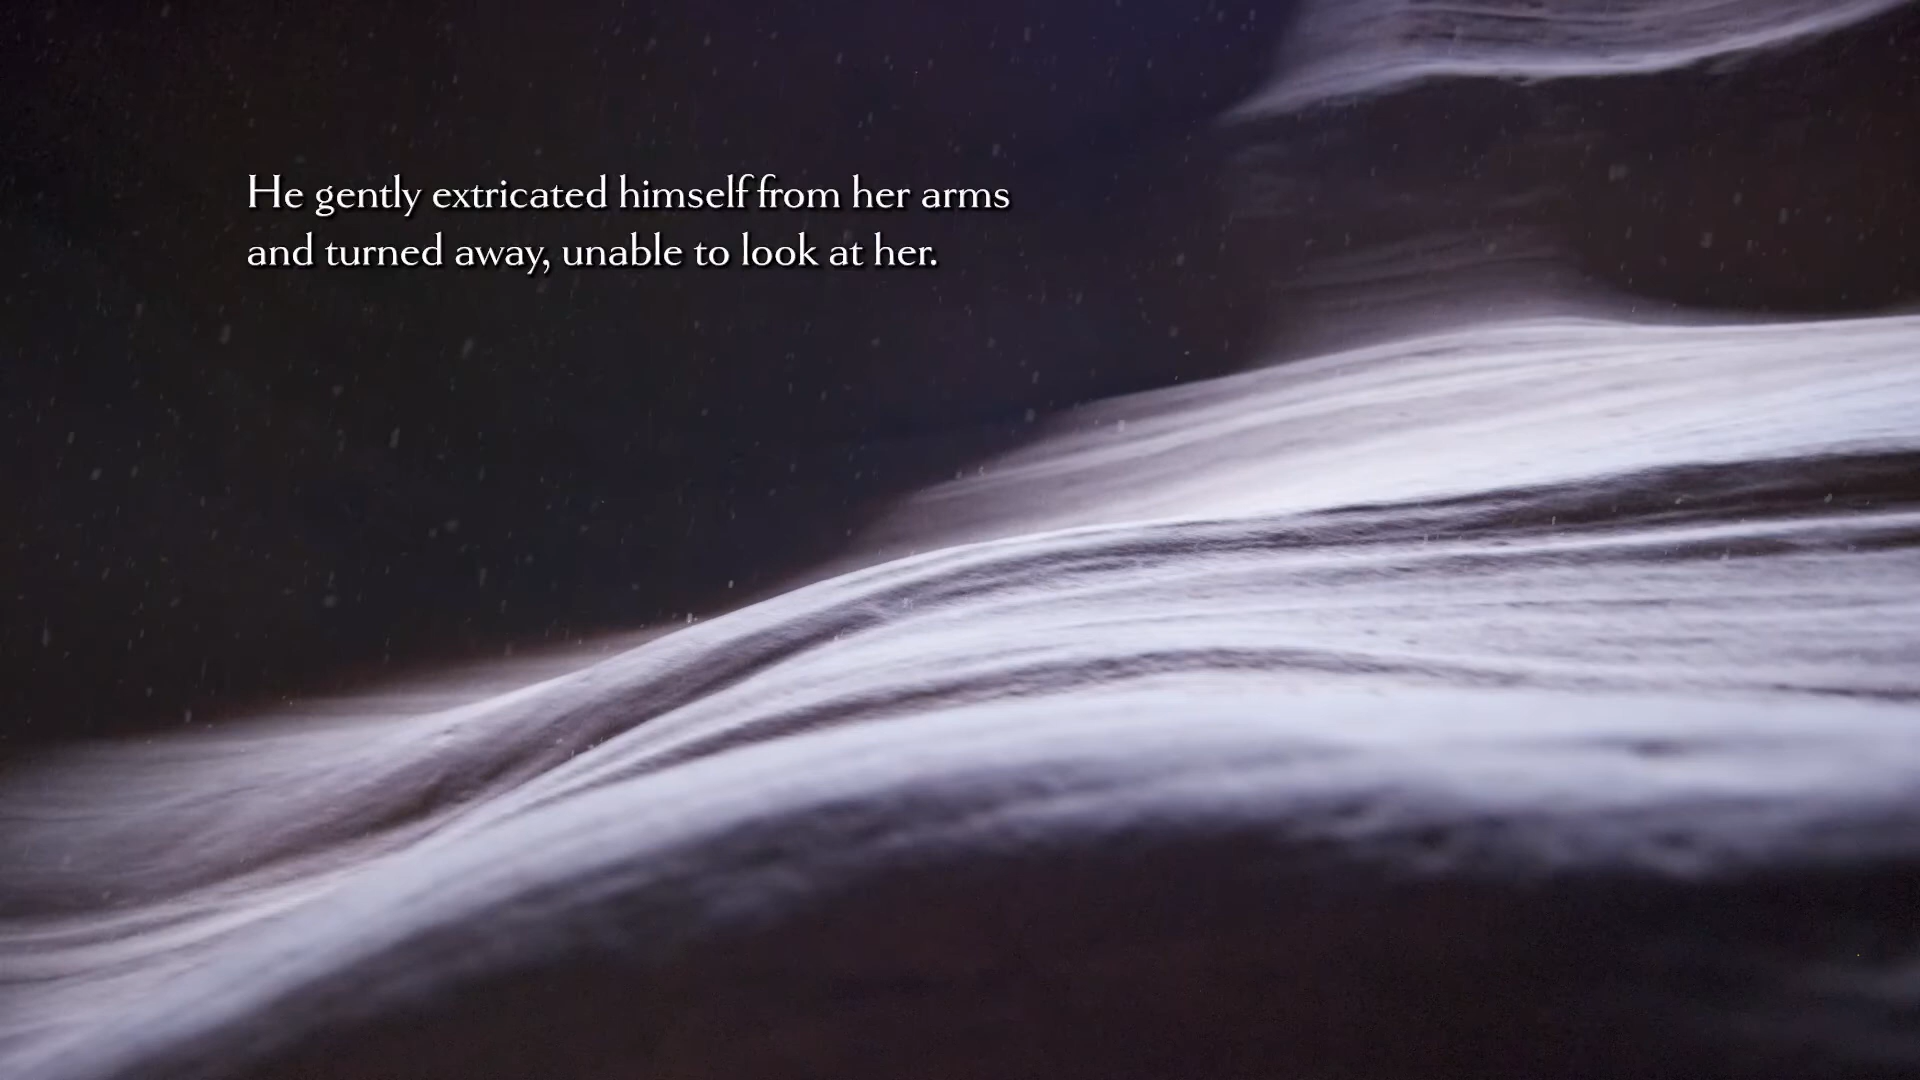 He gently extricated himself from her arms
and turned away, unable to look at her.